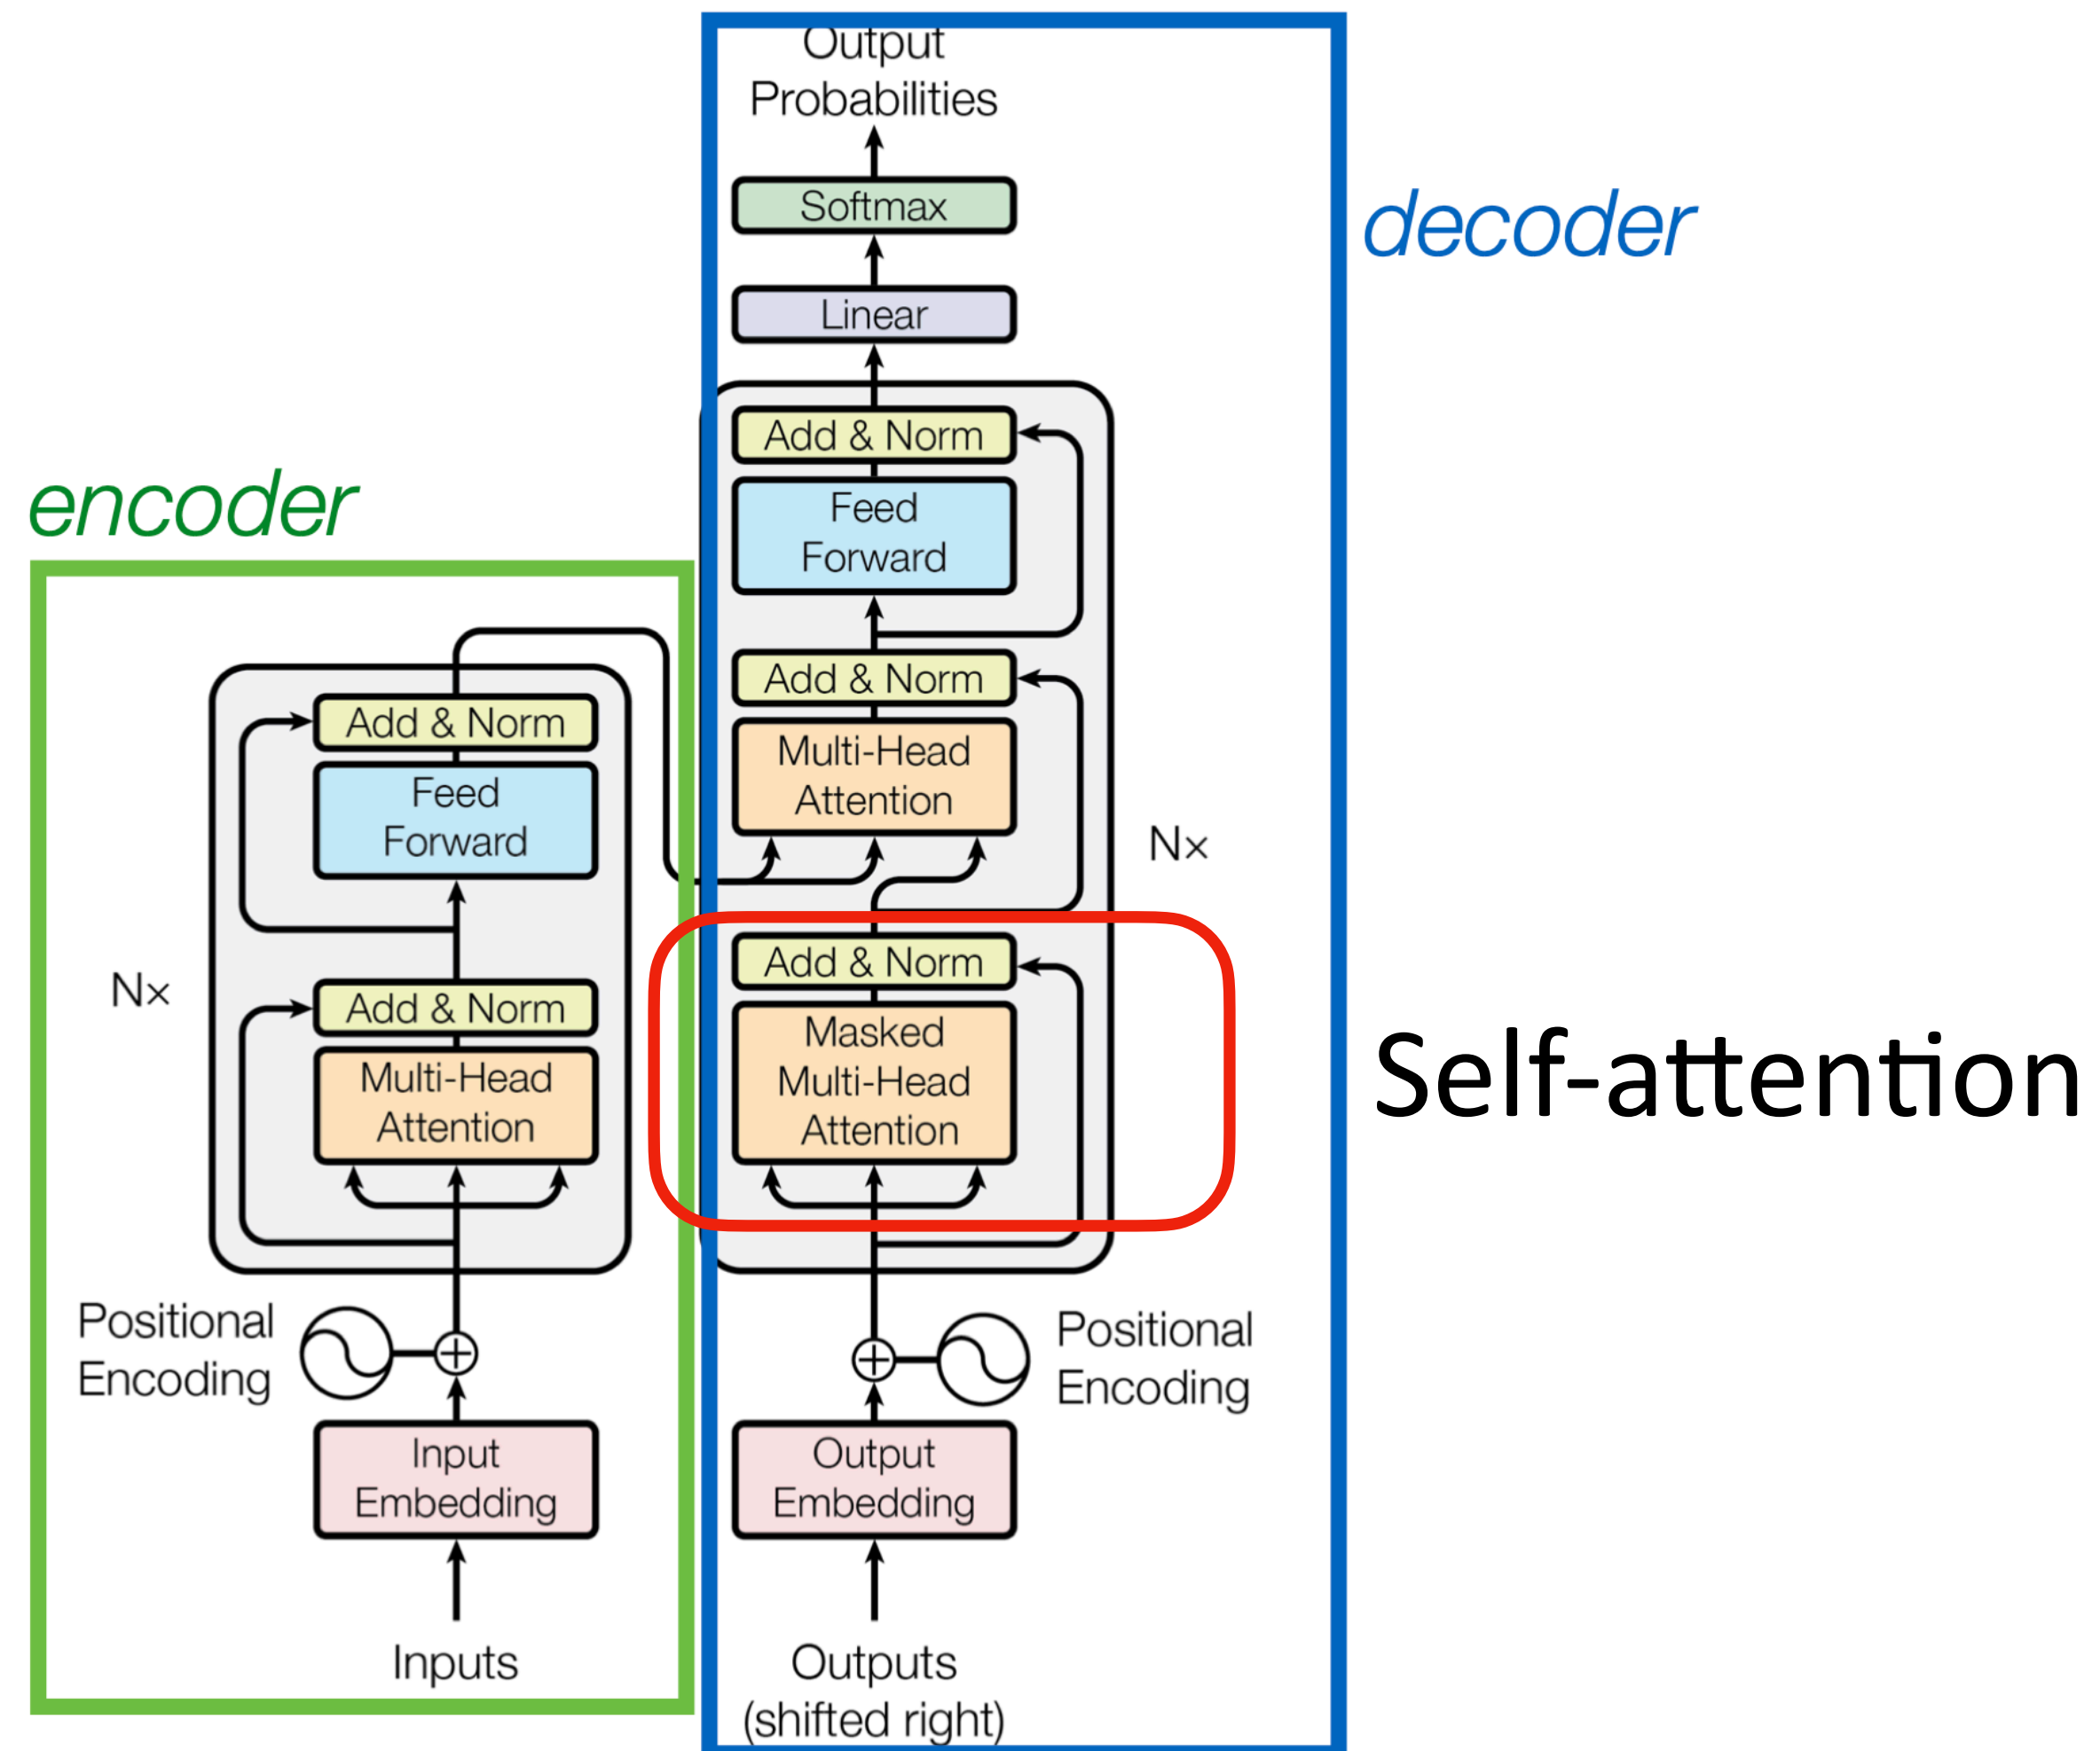 encoder
Add & Norm
Feed
Forward
Add & Norm
Multi-Head
Attention
Nx
Positional
Encoding
Input
Embedding
Inputs
decoder
Output
Probabilities
Softmax
Linear
Add & Norm
Feed
Forward
Add & Norm
Multi-Head
Attention
Nx
Add & Norm
Masked
Multi-Head
Attention
Self-attention
Positional
Encoding
Output
Embedding
Outputs
(shifted right)